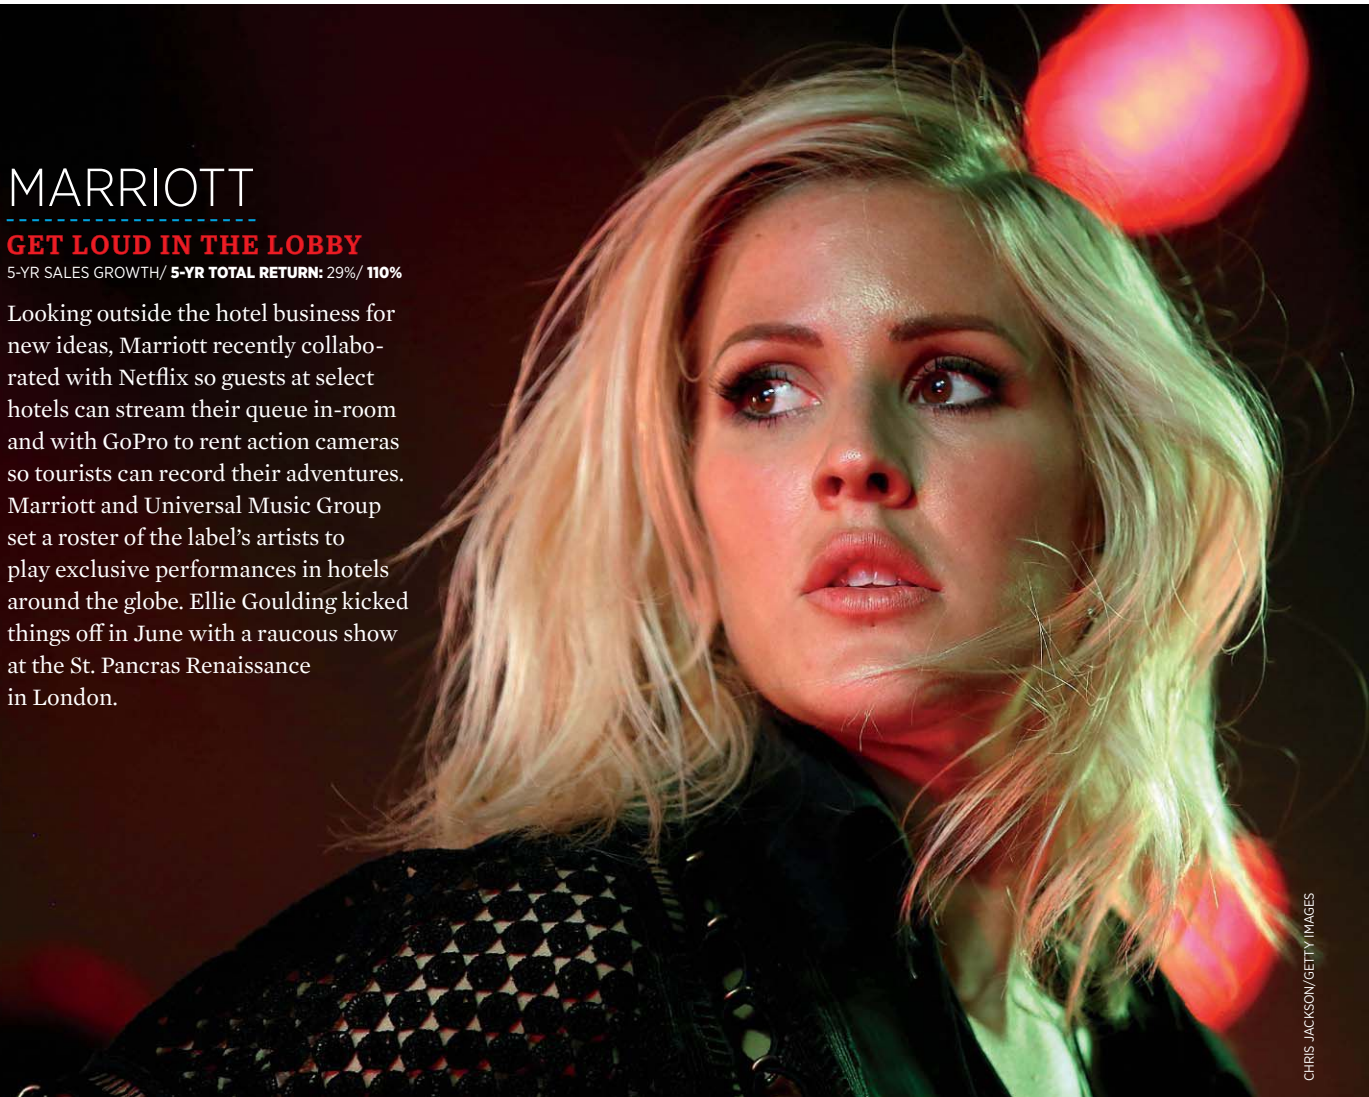 MARRIOTT
GET LOUD IN THE LOBBY
5-YR SALES GROWTH/ 5-YR TOTAL RETURN: 29%/ 110%
Looking outside the hotel business for
new ideas, Marriott recently collabo-
rated with Netflix so guests at select
hotels can stream their queue in-room
and with GoPro to rent action cameras
so tourists can record their adventures.
Marriott and Universal Music Group
set a roster of the label’s artists to
play exclusive performances in hotels
around the globe. Ellie Goulding kicked
things off in June with a raucous show
at the St. Pancras Renaissance
in London.
CHRIS JACKSON/GETTY IMAGES